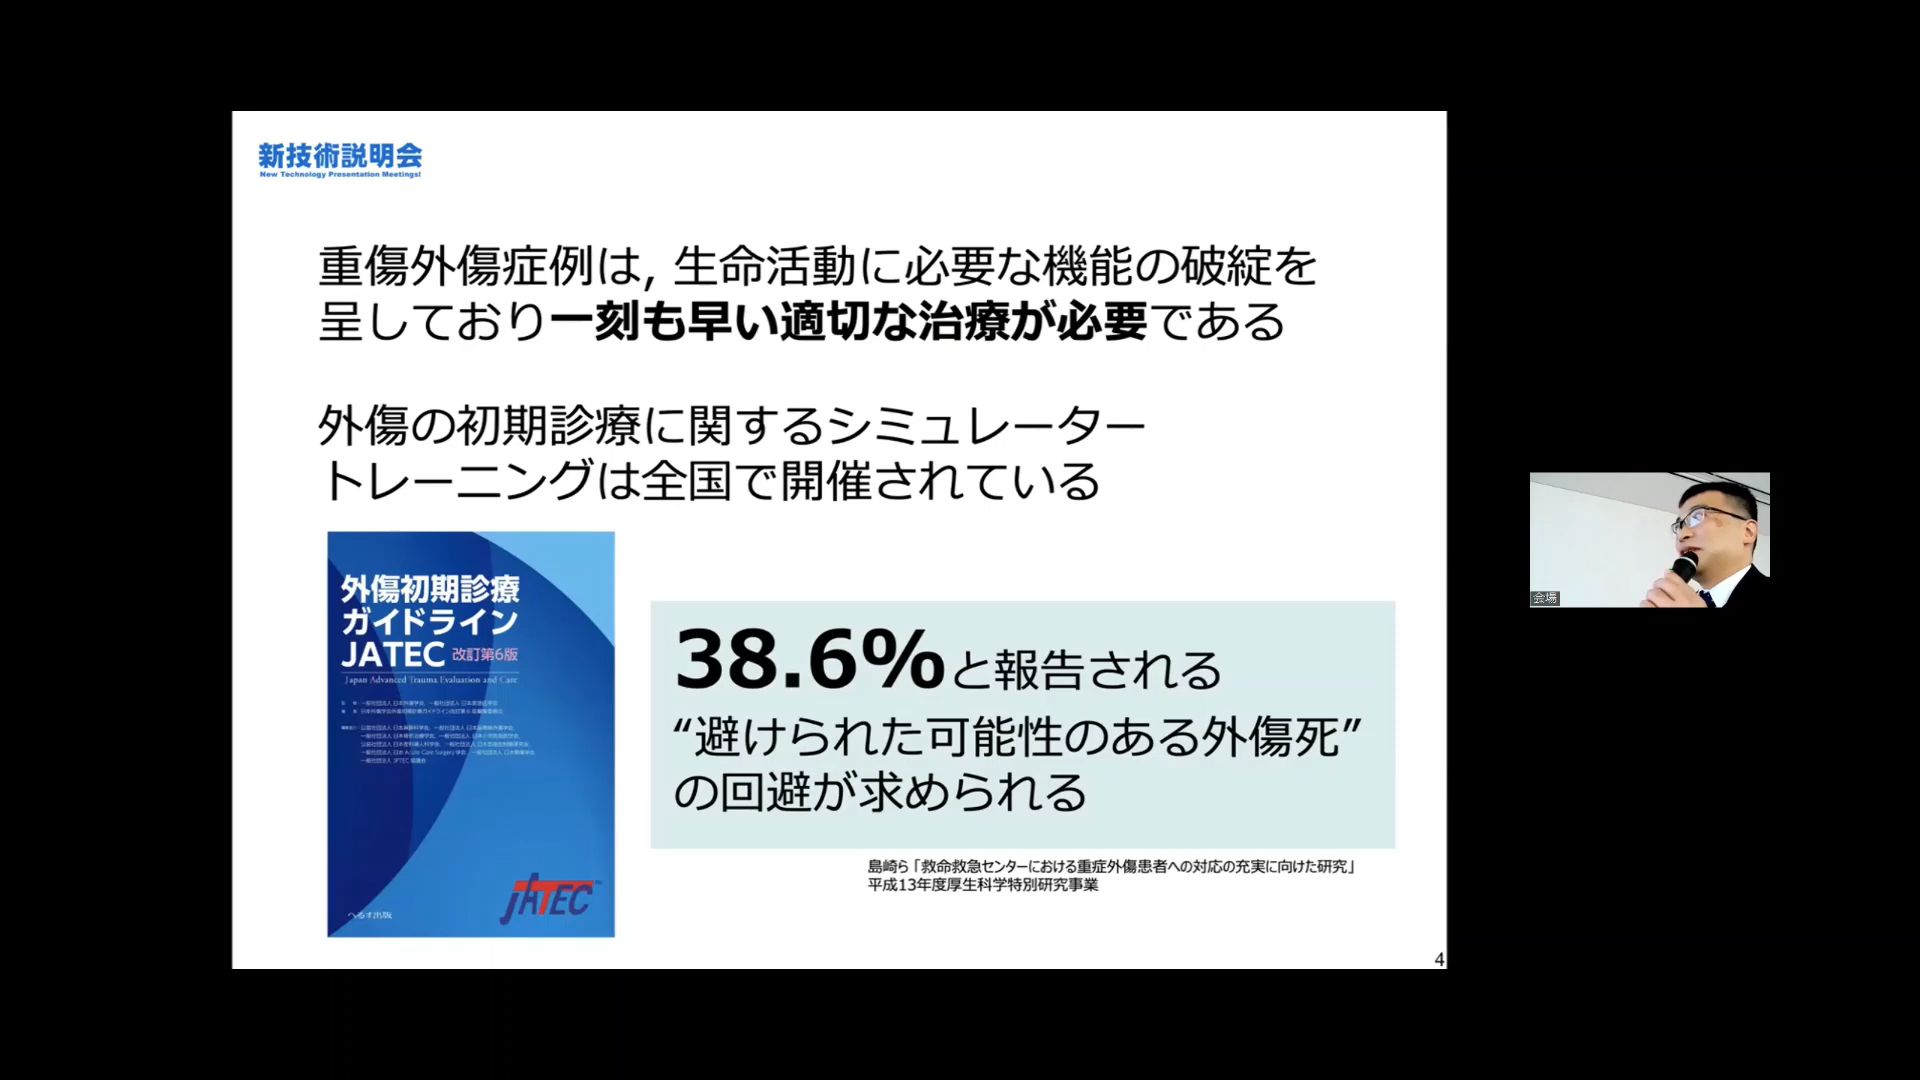 新技術説明会
New Technology Presentation Meetings!
重傷外傷症例は, 生命活動に必要な機能の破綻を
呈しており一刻も早い適切な治療が必要である
外傷の初期診療に関するシミュレーター
トレーニングは全国で開催されている
外傷初期診療
ガイドライン
JATEC 改訂第6版
Japan Advanced Trauma Evaluation and Care
一般社団法人 JPTEC 協議会
へるす出版
JATEC
38.6%と報告される
“避けられた可能性のある外傷死”
の回避が求められる
島崎ら「救命救急センターにおける重症外傷患者への対応の充実に向けた研究」
平成13年度厚生科学特別研究事業
4
会場